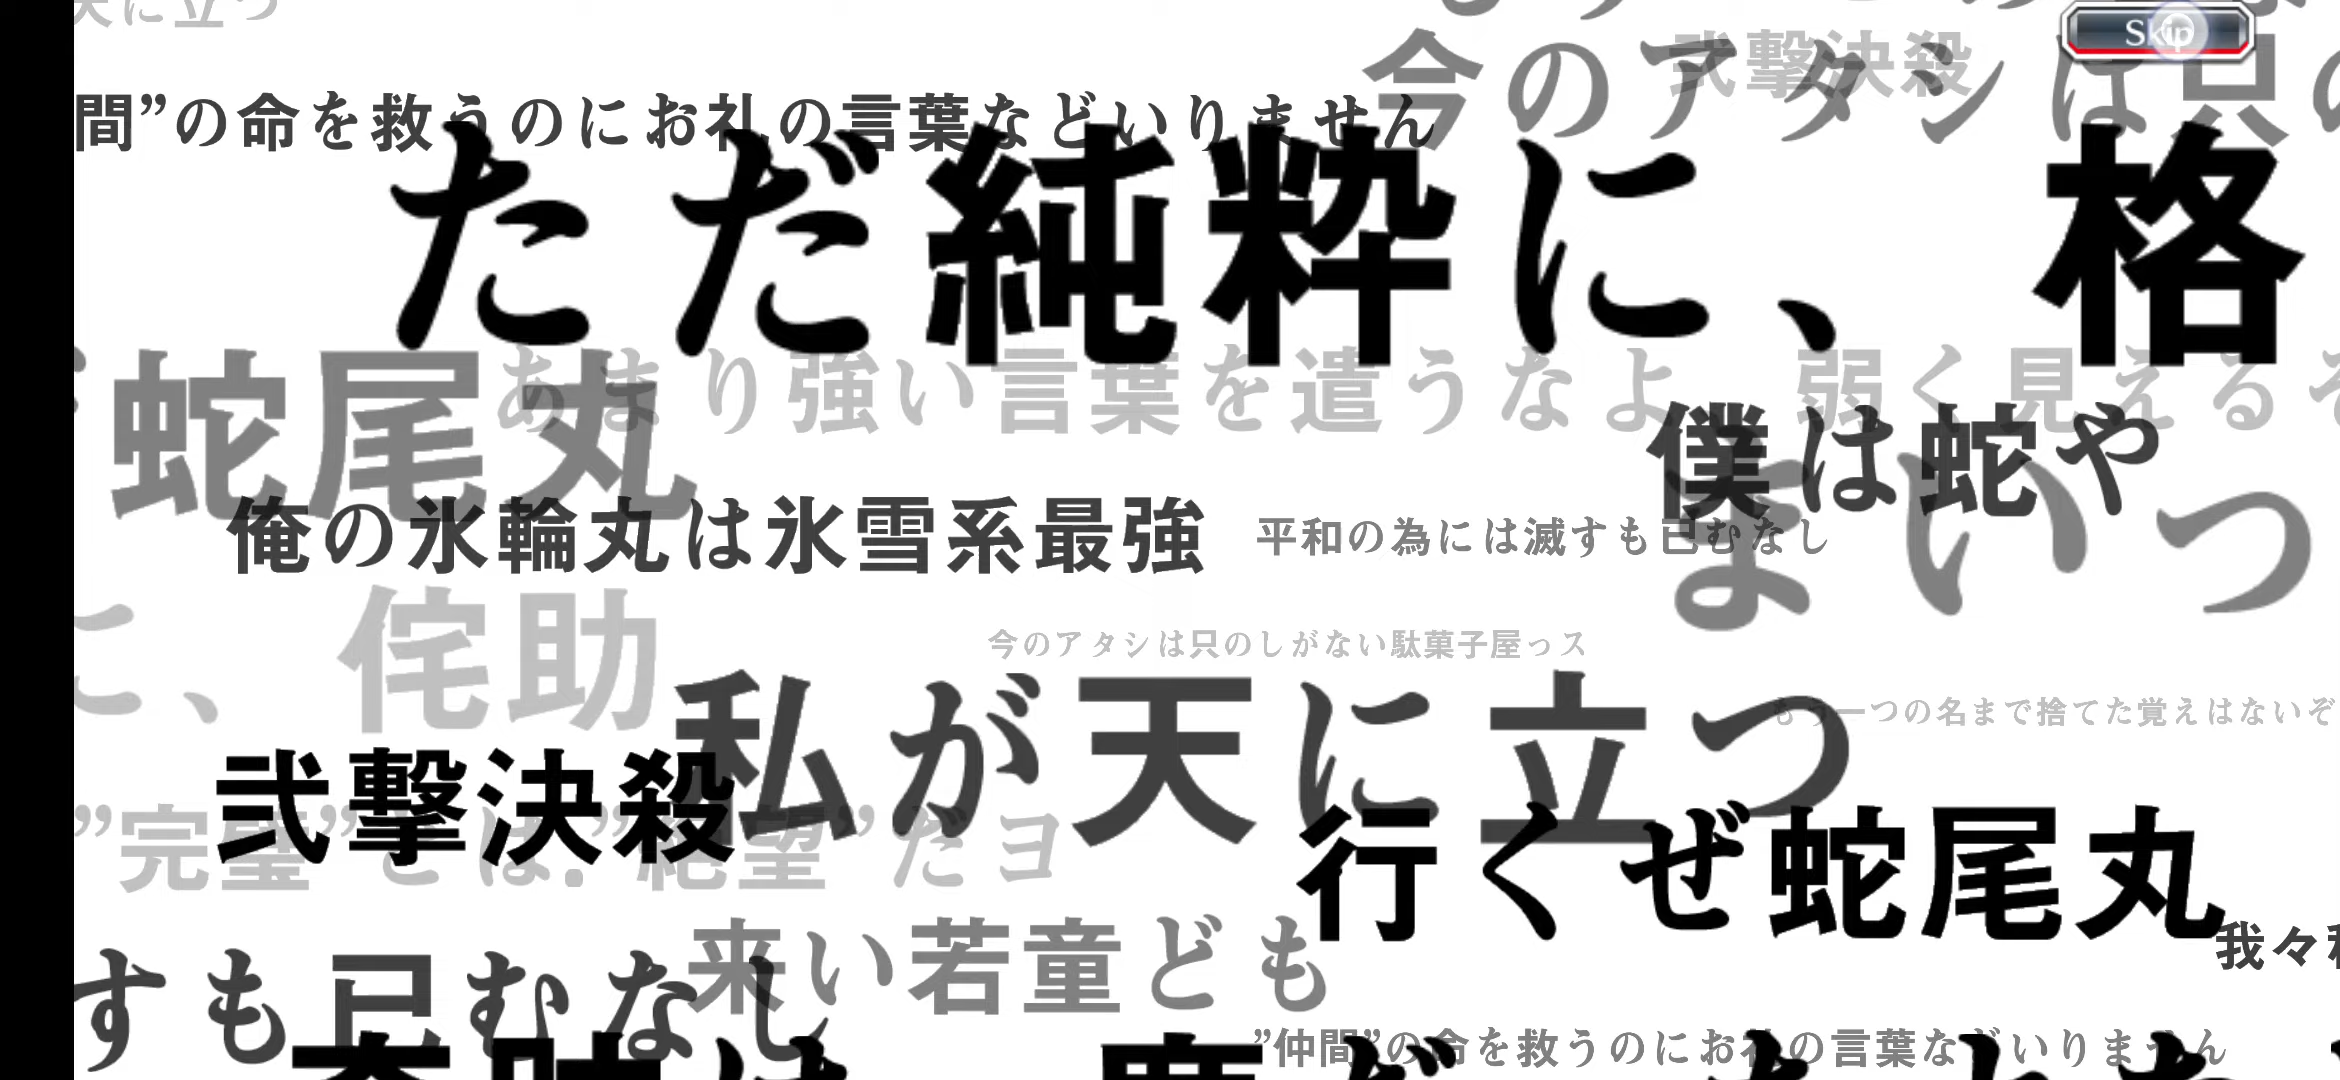 天に立つ
Skip
今のアタシは只の
弐撃決殺
間”の命を救うのにお礼の言葉などいりません
ただ純粋に、格
あまり強い言葉を遣うなよ 弱く見えるぞ
蛇尾丸
僕は蛇や
まいっ
俺の氷輪丸は氷雪系最強
平和の為には滅すも已むなし
に、侘助
今のアタシは只のしがない駄菓子屋っス
私が天に立つ
もう一つの名まで捨てた覚えはないぞ
弐撃決殺
”完璧”とは.”絶望”だヨ
行くぜ蛇尾丸
来い若童ども
我々
すも已むなし
”仲間”の命を救うのにお礼の言葉などいりません